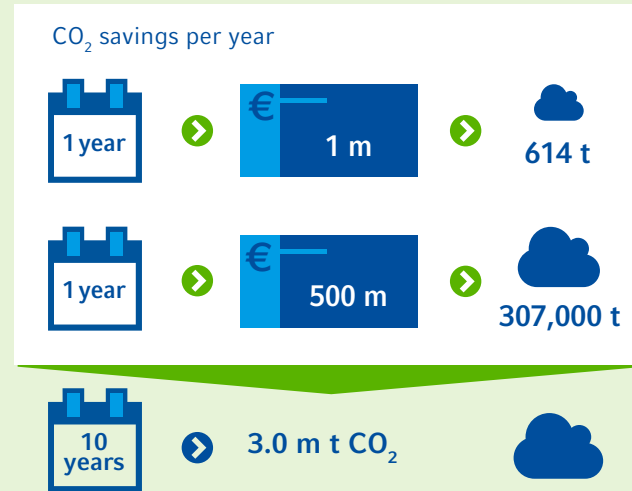 CO₂ savings per year
1 year
€
1 m
614 t
1 year
€
500 m
307,000 t
10
years
3.0 m t CO₂